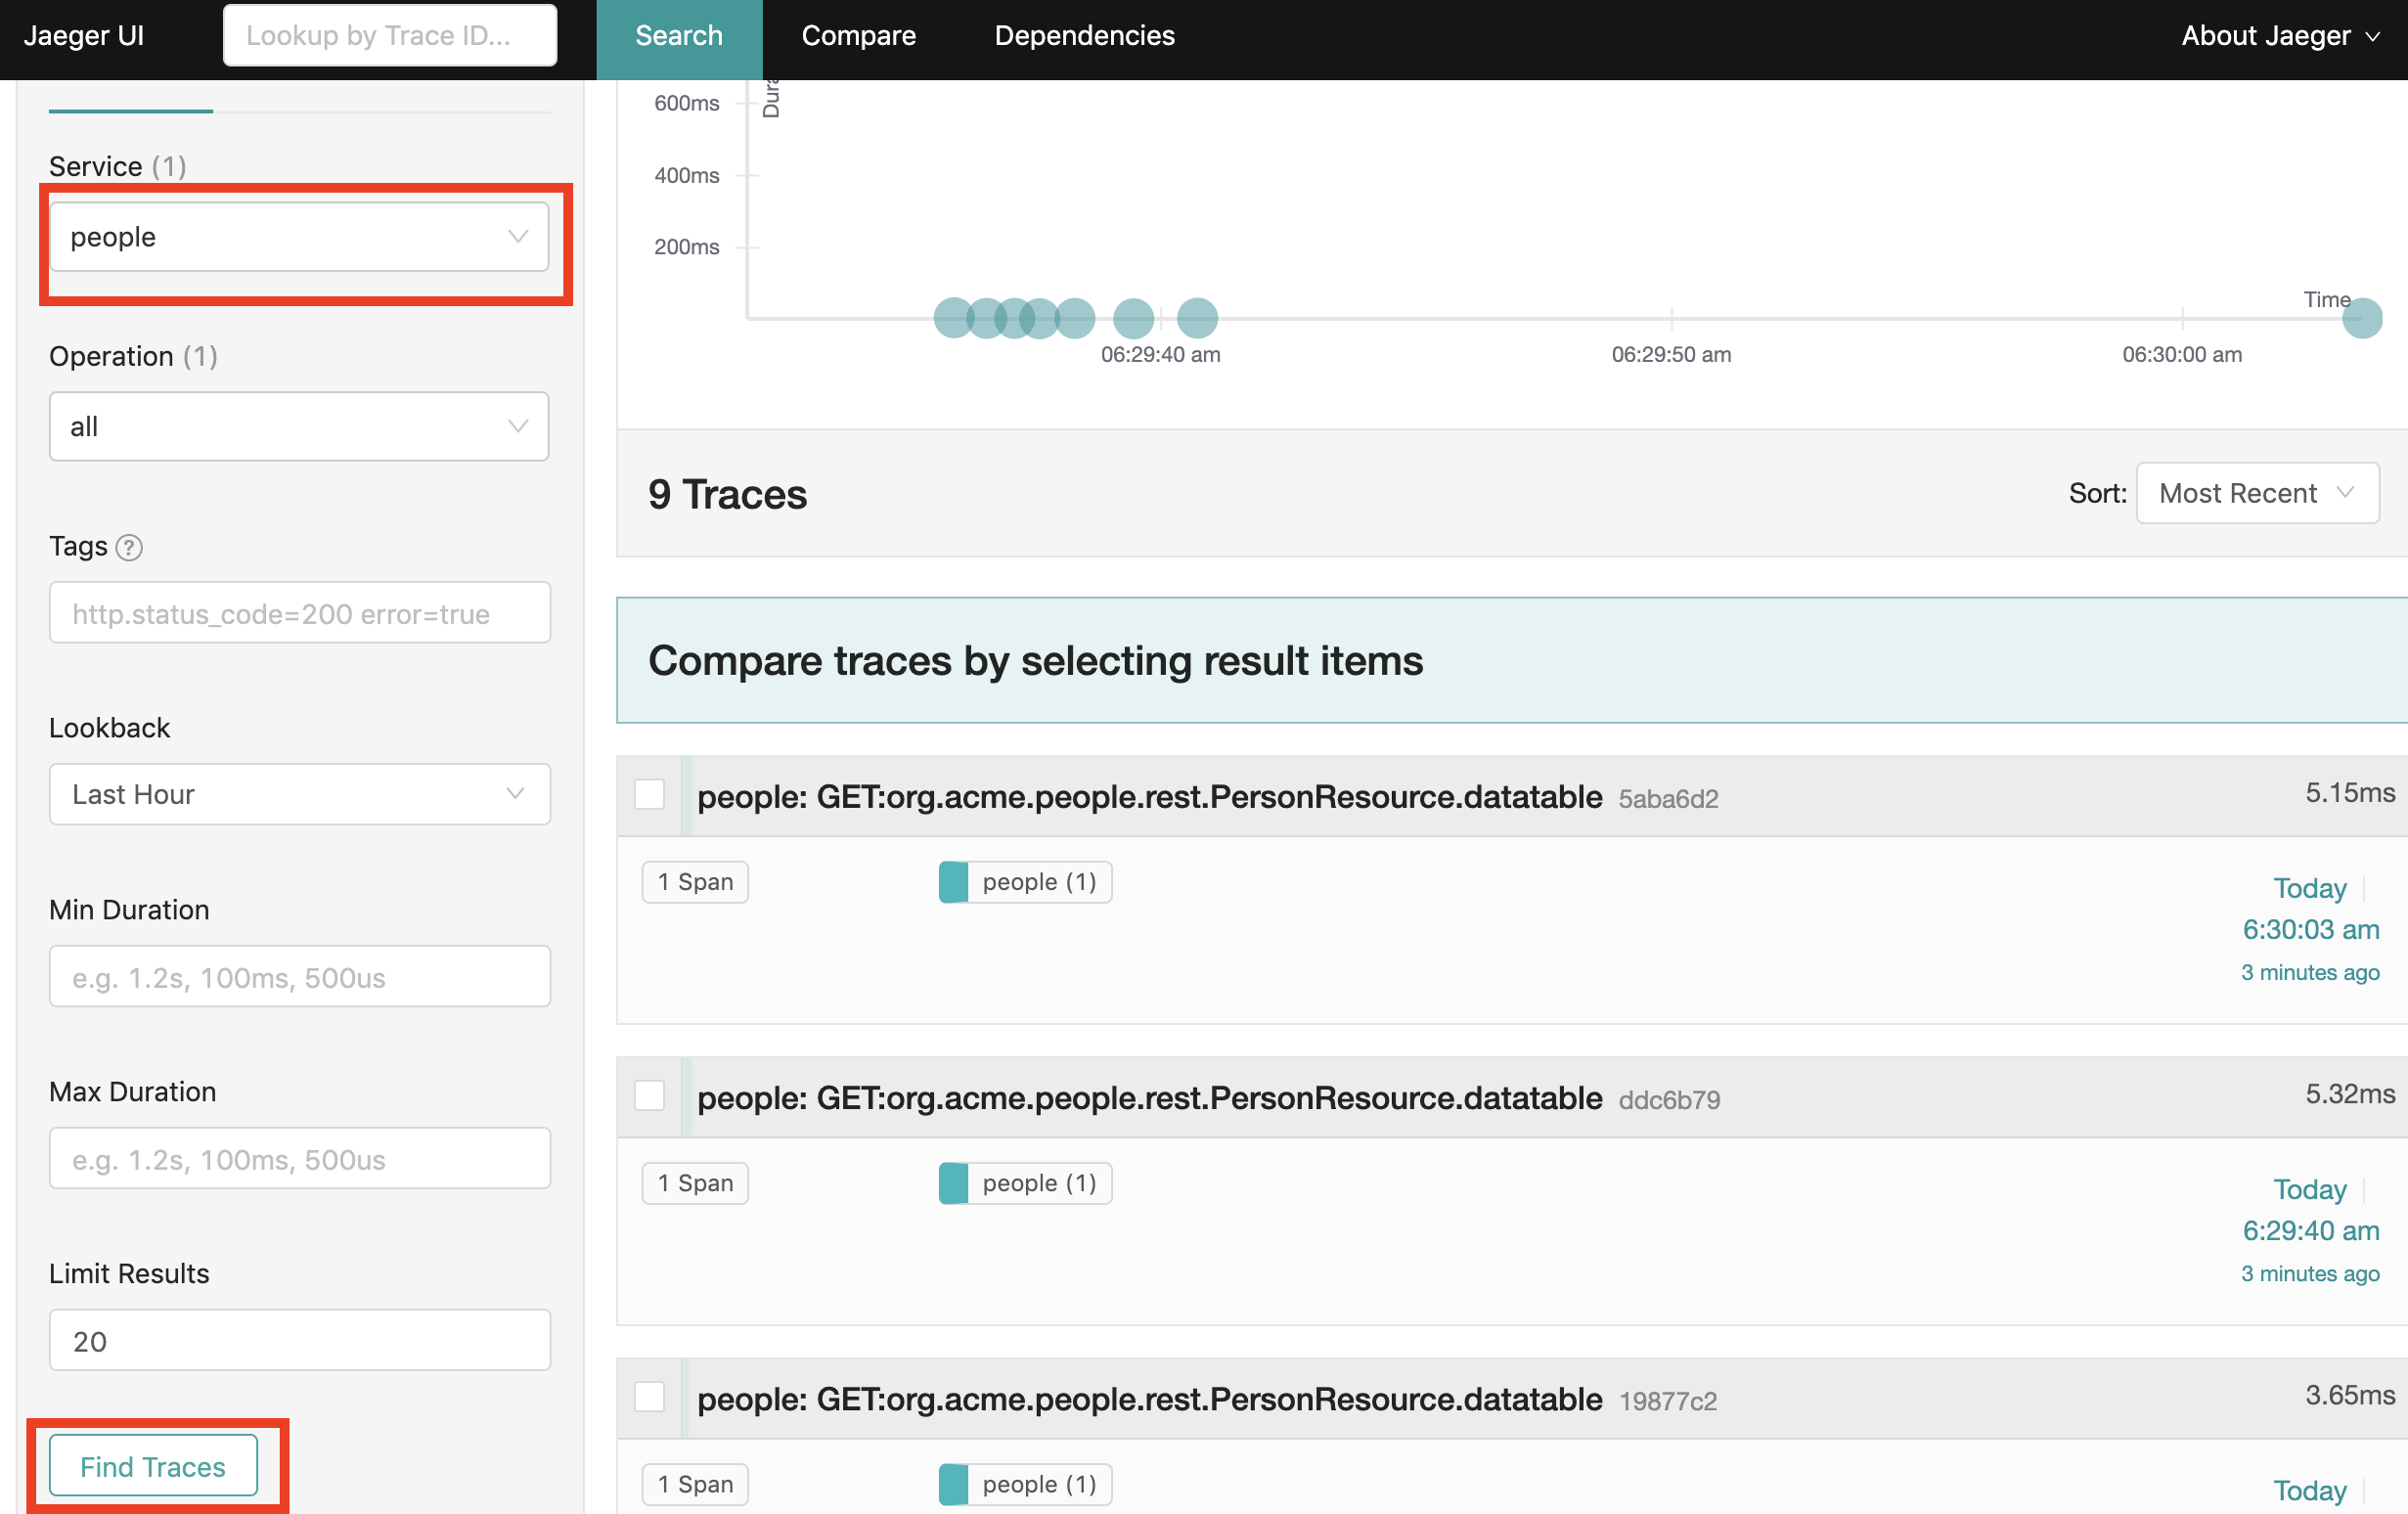 Jaeger UI
Lookup by Trace ID...
Search
Compare
Dependencies
About Jaeger
Service (1)
people
Operation (1)
all
Tags ?
http.status_code=200 error=true
Lookback
Last Hour
Min Duration
e.g. 1.2s, 100ms, 500us
Max Duration
e.g. 1.2s, 100ms, 500us
Limit Results
20
Find Traces
600ms
400ms
200ms
Time
06:29:40 am
06:29:50 am
06:30:00 am
9 Traces
Sort: Most Recent
Compare traces by selecting result items
people: GET:org.acme.people.rest.PersonResource.datatable 5aba6d2
5.15ms
1 Span
people (1)
Today
6:30:03 am
3 minutes ago
people: GET:org.acme.people.rest.PersonResource.datatable ddc6b79
5.32ms
1 Span
people (1)
Today
6:29:40 am
3 minutes ago
people: GET:org.acme.people.rest.PersonResource.datatable 19877c2
3.65ms
1 Span
people (1)
Today